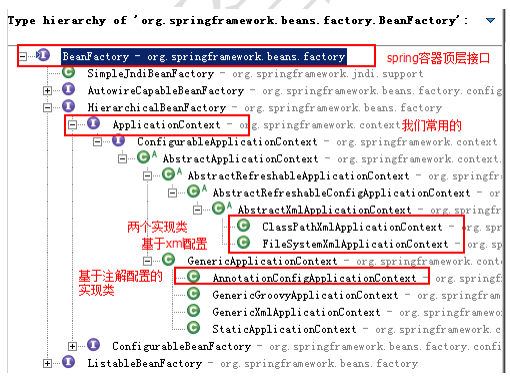 Type hierarchy of 'org.springframework.beans.factory.BeanFactory':
BeanFactory - org.springframework.beans.factory
spring容器顶层接口
SimpleJndiBeanFactory - org.springframework.jndi.support
AutowireCapableBeanFactory - org.springframework.beans.factory.config
HierarchicalBeanFactory - org.springframework.beans.factory
ApplicationContext - org.springframework.context
我们常用的
ConfigurableApplicationContext - org.springframework.context
AbstractApplicationContext - org.springframework.context.
AbstractRefreshableApplicationContext - org.springframework
AbstractRefreshableConfigApplicationContext - org.sp
AbstractXmlApplicationContext - org.springframew
两个实现类
基于xml配置
ClassPathXmlApplicationContext - org.spr
FileSystemXmlApplicationContext - org.sp
GenericApplicationContext - org.springframework.cont
基于注解配置的
实现类
AnnotationConfigApplicationContext - org.springf
GenericGroovyApplicationContext - org.springfram
GenericXmlApplicationContext - org.springframewo
StaticApplicationContext - org.springframework.c
ConfigurableBeanFactory - org.springframework.beans.factory.confi
ListableBeanFactory - org.springframework.beans.factory